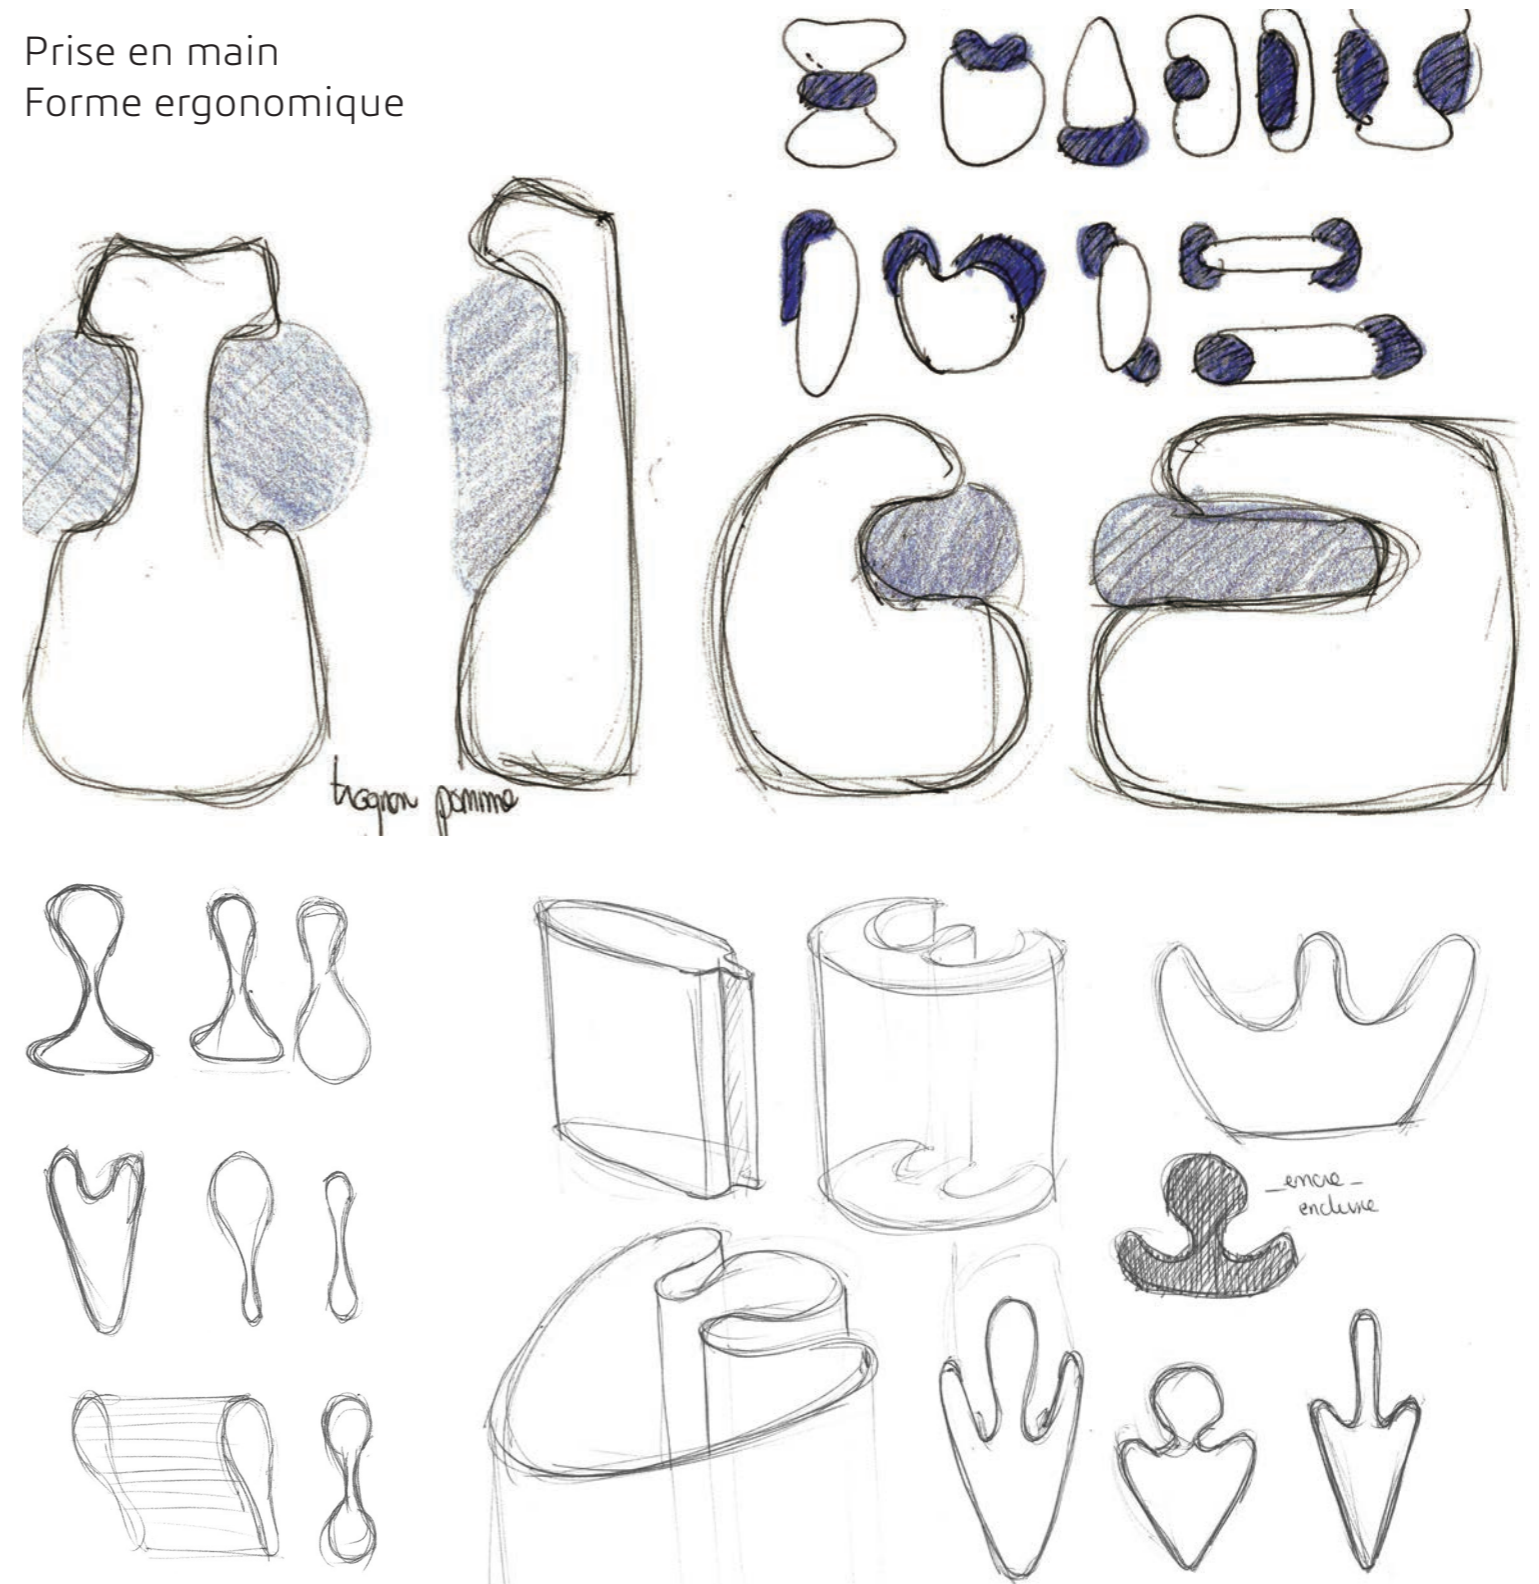 Prise en main
Forme ergonomique
trognon pomme
_encre_
enclume